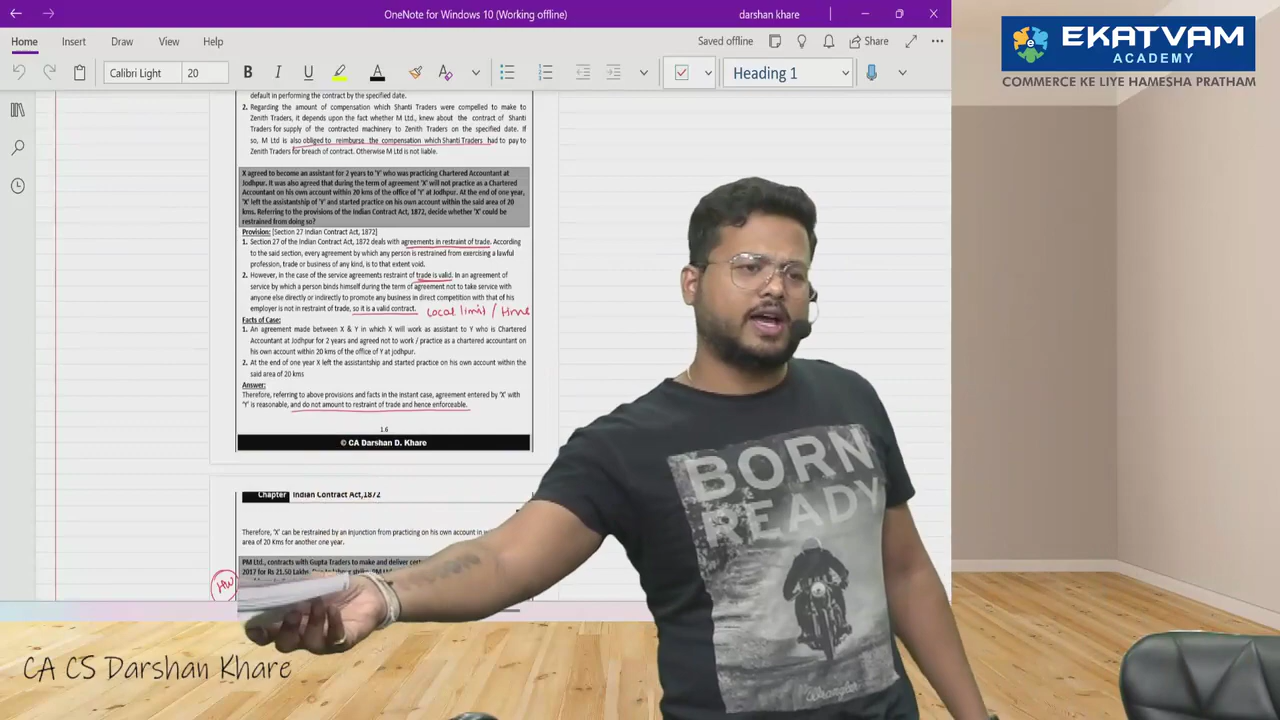 OneNote for Windows 10 (Working offline)
darshan khare
Home
Insert
Draw
View
Help
Saved offline
Share
Calibri Light
20
B
I
U
A
Heading 1
default in performing the contract by the specified date.
2. Regarding the amount of compensation which Shanti Traders were compelled to make to
Zenith Traders, it depends upon the fact whether M Ltd., knew about the contract of Shanti
Traders for supply of the contracted machinery to Zenith Traders on the specified date. If
so, M Ltd is also obliged to reimburse the compensation which Shanti Traders had to pay to
Zenith Traders for breach of contract. Otherwise M Ltd is not liable.
X agreed to become an assistant for 2 years to 'Y' who was practicing Chartered Accountant at
Jodhpur. It was also agreed that during the term of agreement 'X' will not practice as a Chartered
Accountant on his own account within 20 kms of the office of 'Y' at Jodhpur. At the end of one year,
'X' left the assistantship of 'Y' and started practice on his own account within the said area of 20
kms. Referring to the provisions of the Indian Contract Act, 1872, decide whether 'X' could be
restrained from doing so?
Provision: [Section 27 Indian Contract Act, 1872]
1. Section 27 of the Indian Contract Act, 1872 deals with agreements in restraint of trade. According
to the said section, every agreement by which any person is restrained from exercising a lawful
profession, trade or business of any kind, is to that extent void.
2. However, in the case of the service agreements restraint of trade is valid. In an agreement of
service by which a person binds himself during the term of agreement not to take service with
anyone else directly or indirectly to promote any business in direct competition with that of his
employer is not in restraint of trade, so it is a valid contract.
Local limit /
Facts of Case:
1. An agreement made between X & Y in which X will work as assistant to Y who is Chartered
Accountant at Jodhpur for 2 years and agreed not to work / practice as a chartered accountant on
his own account within 20 kms of the office of Y at jodhpur.
2. At the end of one year X left the assistantship and started practice on his own account within the
said area of 20 kms
Answer:
Therefore, referring to above provisions and facts in the instant case, agreement entered by 'X' with
'Y' is reasonable, and do not amount to restraint of trade and hence enforceable.
1.6
© CA Darshan D. Khare
Chapter Indian Contract Act,1872
Therefore, 'X' can be restrained by an injunction from practicing on his own account in
area of 20 Kms for another one year.
PM Ltd., contracts with Gupta Traders to make and deliver
2017 for Rs 21.50 Lakhs.
HW
CA CS Darshan Khare
EKATVAM
ACADEMY
COMMERCE KE LIYE HAMESHA PRATHAM
BORN
READY
Wrangler